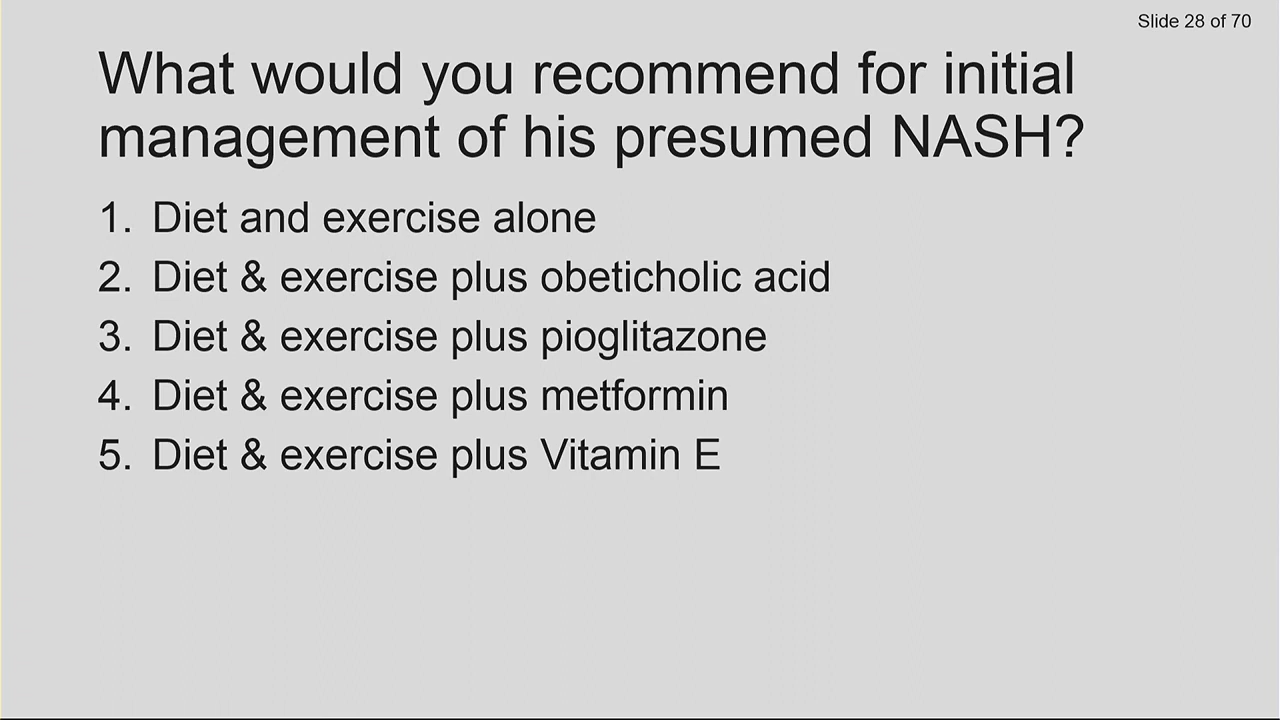 Slide 28 of 70
What would you recommend for initial
management of his presumed NASH?
1. Diet and exercise alone
2. Diet & exercise plus obeticholic acid
3. Diet & exercise plus pioglitazone
4. Diet & exercise plus metformin
5. Diet & exercise plus Vitamin E